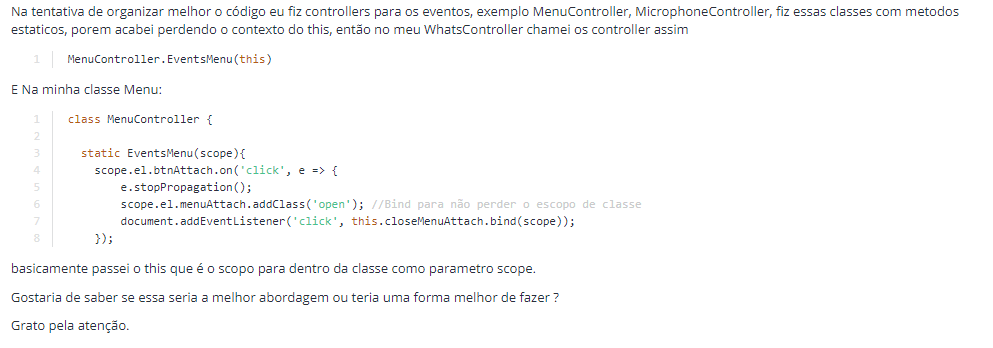 Na tentativa de organizar melhor o código eu fiz controllers para os eventos, exemplo MenuController, MicrophoneController, fiz essas classes com metodos
estaticos, porem acabei perdendo o contexto do this, então no meu WhatsController chamei os controller assim
1 MenuController.EventsMenu(this)
E Na minha classe Menu:
1 class MenuController {
2
3 static EventsMenu(scope){
4 scope.el.btnAttach.on('click', e => {
5 e.stopPropagation();
6 scope.el.menuAttach.addClass('open'); //Bind para não perder o escopo de classe
7 document.addEventListener('click', this.closeMenuAttach.bind(scope));
8 });
basicamente passei o this que é o scopo para dentro da classe como parametro scope.
Gostaria de saber se essa seria a melhor abordagem ou teria uma forma melhor de fazer ?
Grato pela atenção.